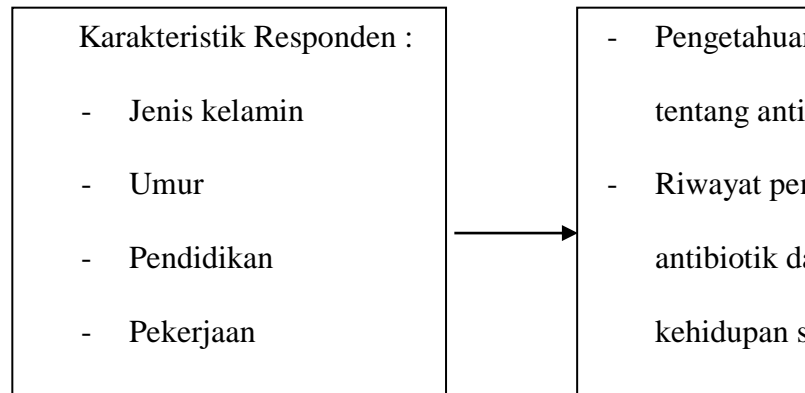 Karakteristik Responden :
- Jenis kelamin
- Umur
- Pendidikan
- Pekerjaan
- 
tentang
- Riwayat
antibiotik
kehidupan